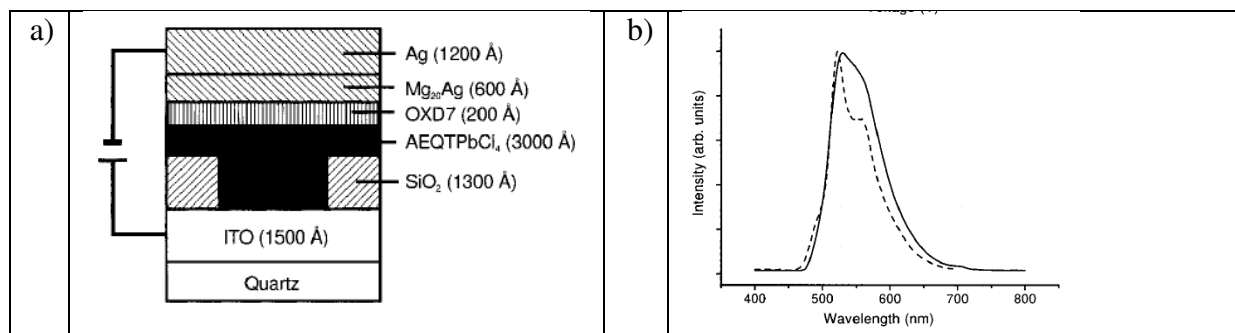 a)
Ag (1200 Å)
Mg₂₀Ag (600 Å)
OXD7 (200 Å)
AEQTPbCl₄ (3000 Å)
SiO₂ (1300 Å)
ITO (1500 Å)
Quartz
b)
Intensity (arb. units)
400 500 600 700 800
Wavelength (nm)